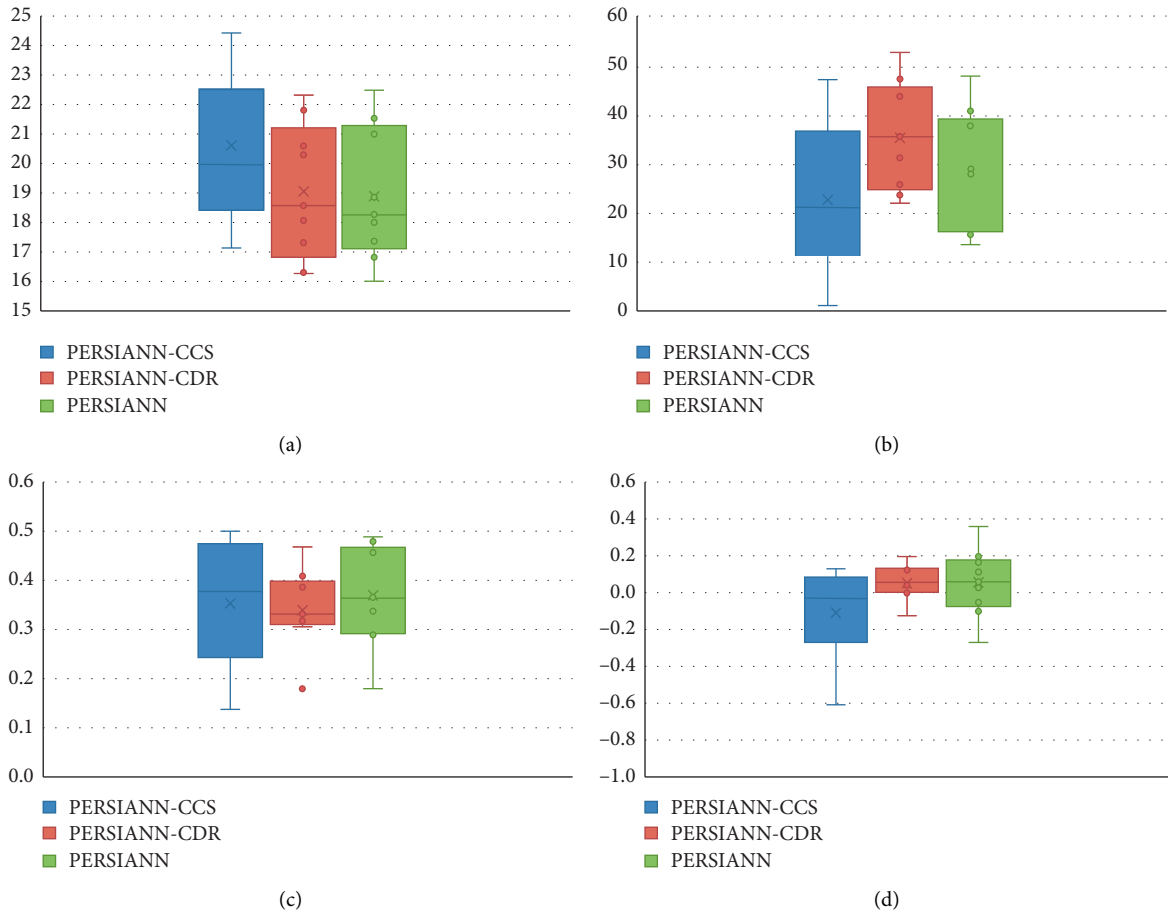 25
24
23
22
21
20
19
18
17
16
15
PERSIANN-CCS
PERSIANN-CDR
PERSIANN
(a)
60
50
40
30
20
10
0
PERSIANN-CCS
PERSIANN-CDR
PERSIANN
(b)
0.6
0.5
0.4
0.3
0.2
0.1
0.0
PERSIANN-CCS
PERSIANN-CDR
PERSIANN
(c)
0.6
0.4
0.2
0.0
–0.2
–0.4
–0.6
–0.8
–1.0
PERSIANN-CCS
PERSIANN-CDR
PERSIANN
(d)